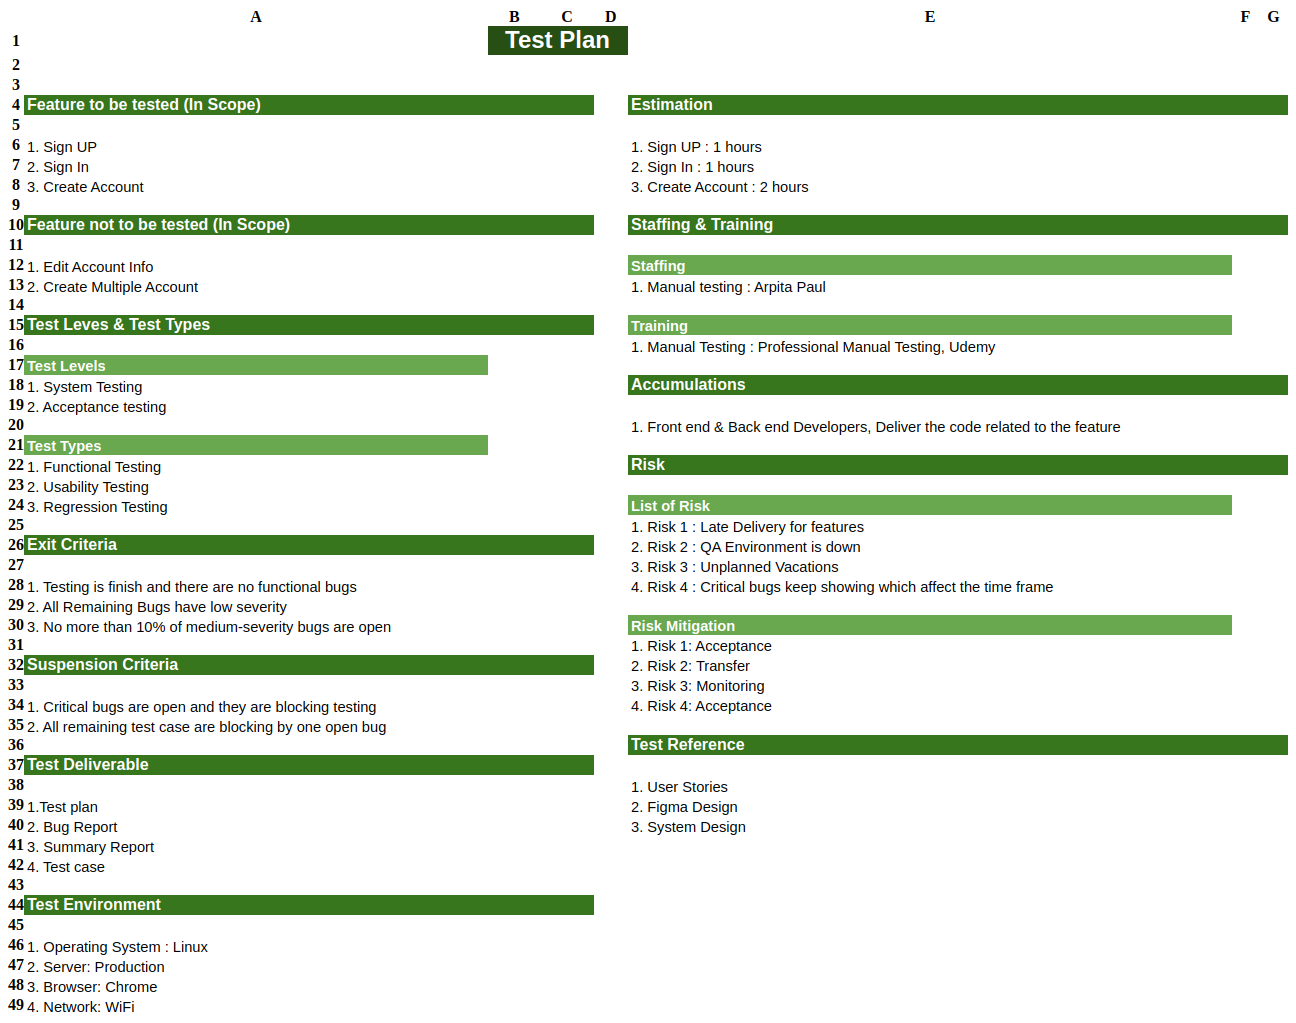 A B C D E F G
1 Test Plan
2
3
4 Feature to be tested (In Scope) Estimation
5
6 1. Sign UP 1. Sign UP : 1 hours
7 2. Sign In 2. Sign In : 1 hours
8 3. Create Account 3. Create Account : 2 hours
9
10 Feature not to be tested (In Scope) Staffing & Training
11
12 1. Edit Account Info Staffing
13 2. Create Multiple Account 1. Manual testing : Arpita Paul
14
15 Test Leves & Test Types Training
16 1. Manual Testing : Professional Manual Testing, Udemy
17 Test Levels
18 1. System Testing Accumulations
19 2. Acceptance testing
20 1. Front end & Back end Developers, Deliver the code related to the feature
21 Test Types
22 1. Functional Testing Risk
23 2. Usability Testing
24 3. Regression Testing List of Risk
25 1. Risk 1 : Late Delivery for features
26 Exit Criteria 2. Risk 2 : QA Environment is down
27 3. Risk 3 : Unplanned Vacations
28 1. Testing is finish and there are no functional bugs 4. Risk 4 : Critical bugs keep showing which affect the time frame
29 2. All Remaining Bugs have low severity
30 3. No more than 10% of medium-severity bugs are open Risk Mitigation
31 1. Risk 1: Acceptance
32 Suspension Criteria 2. Risk 2: Transfer
33 3. Risk 3: Monitoring
34 1. Critical bugs are open and they are blocking testing 4. Risk 4: Acceptance
35 2. All remaining test case are blocking by one open bug
36 Test Reference
37 Test Deliverable
38 1. User Stories
39 1.Test plan 2. Figma Design
40 2. Bug Report 3. System Design
41 3. Summary Report
42 4. Test case
43
44 Test Environment
45
46 1. Operating System : Linux
47 2. Server: Production
48 3. Browser: Chrome
49 4. Network: WiFi